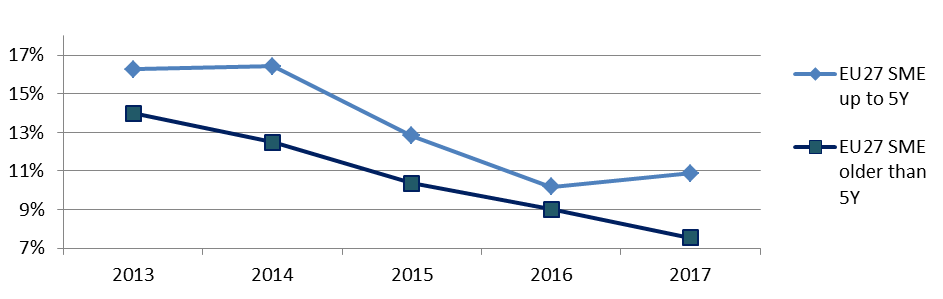 17%
15%
13%
11%
9%
7%
2013
2014
2015
2016
2017
EU27 SME
up to 5Y
EU27 SME
older than
5Y